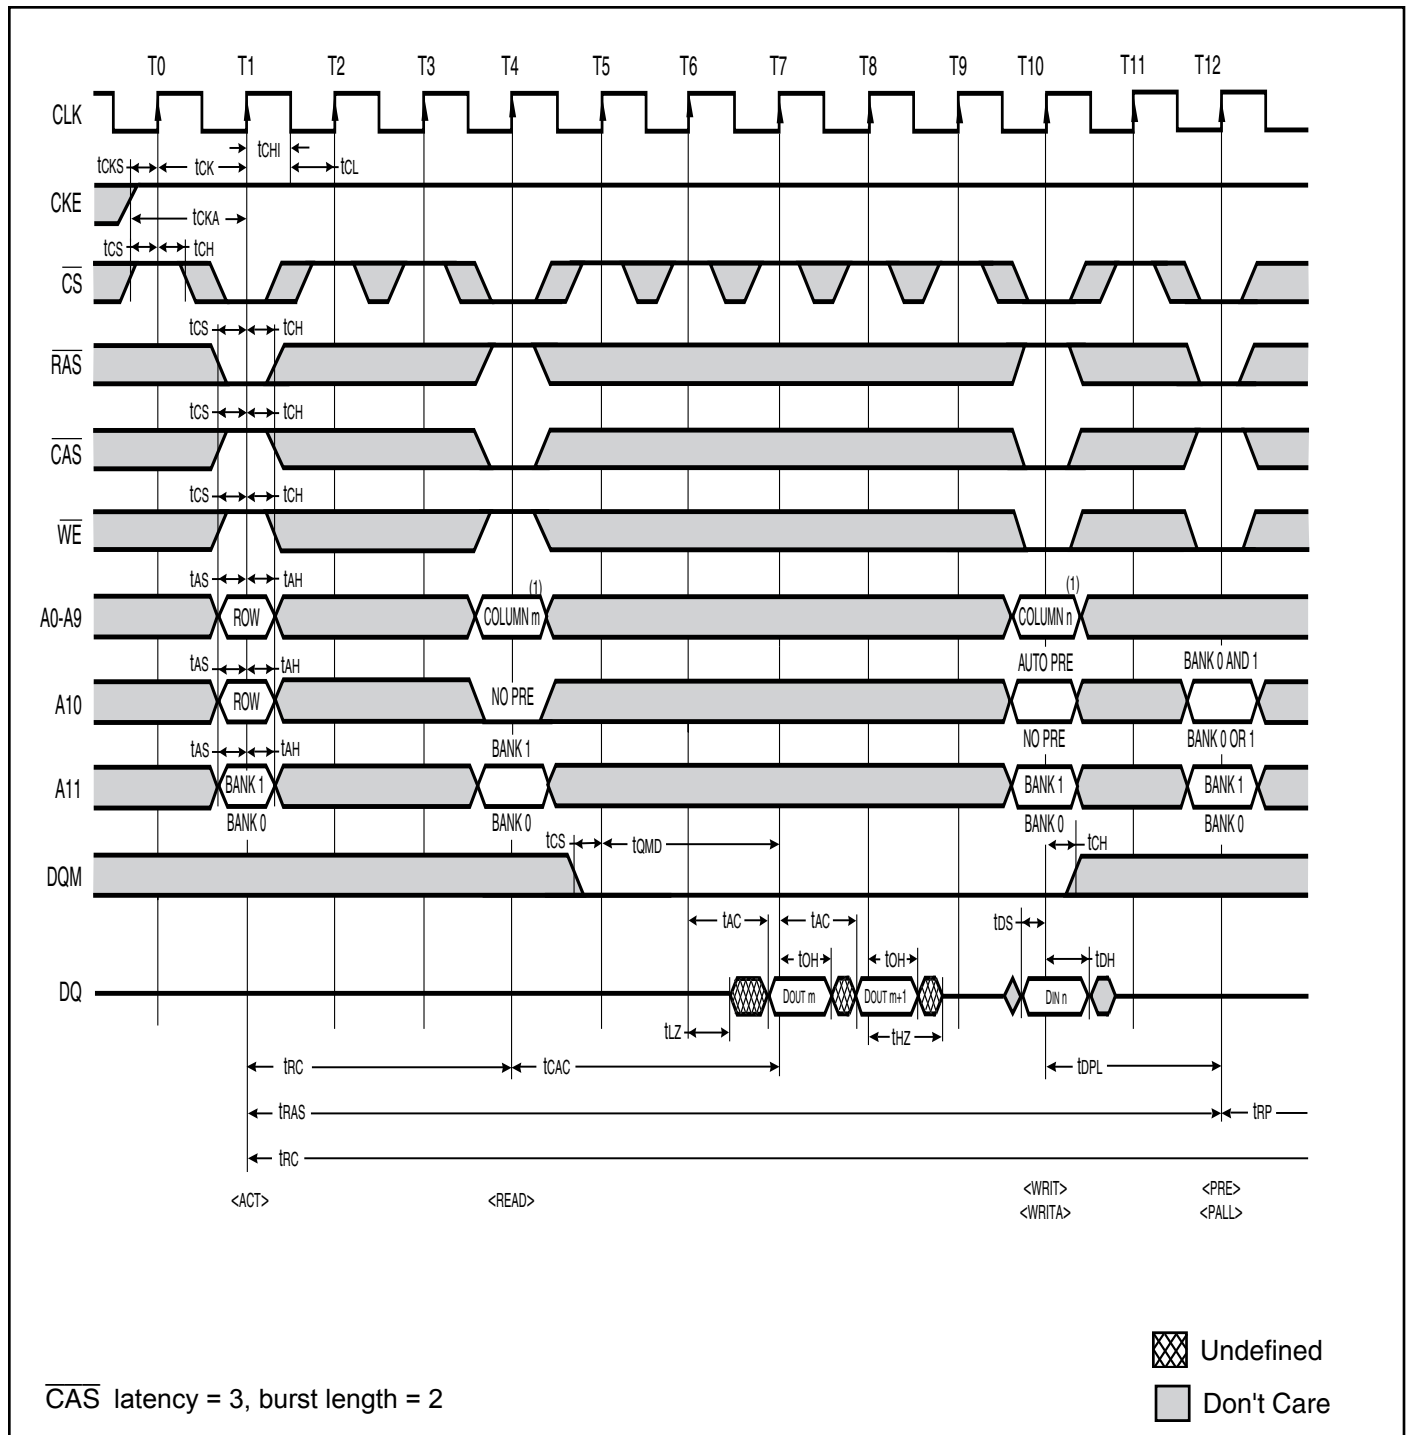 T0 T1 T2 T3 T4 T5 T6 T7 T8 T9 T10 T11 T12
CLK
tCHI
tCKS tCK tCL
CKE
tCKA
tCS tCH
CS
tCS tCH
RAS
tCS tCH
CAS
tCS tCH
WE
tAS tAH (1) (1)
A0-A9 ROW COLUMN m COLUMN n
tAS tAH AUTO PRE BANK 0 AND 1
A10 ROW NO PRE
tAS tAH BANK 1 NO PRE BANK 0 OR 1
A11 BANK 1 BANK 1 BANK 1
BANK 0 BANK 0 BANK 0 BANK 0
tCS tQMD tCH
DQM
tAC tAC tDS
tOH tOH tDH
DQ DOUT m DOUT m+1 DIN n
tLZ tHZ
tRC tCAC tDPL
tRAS tRP
tRC
<ACT> <READ> <WRIT> <PRE>
<WRITA> <PALL>
Undefined
CAS latency = 3, burst length = 2
Don't Care